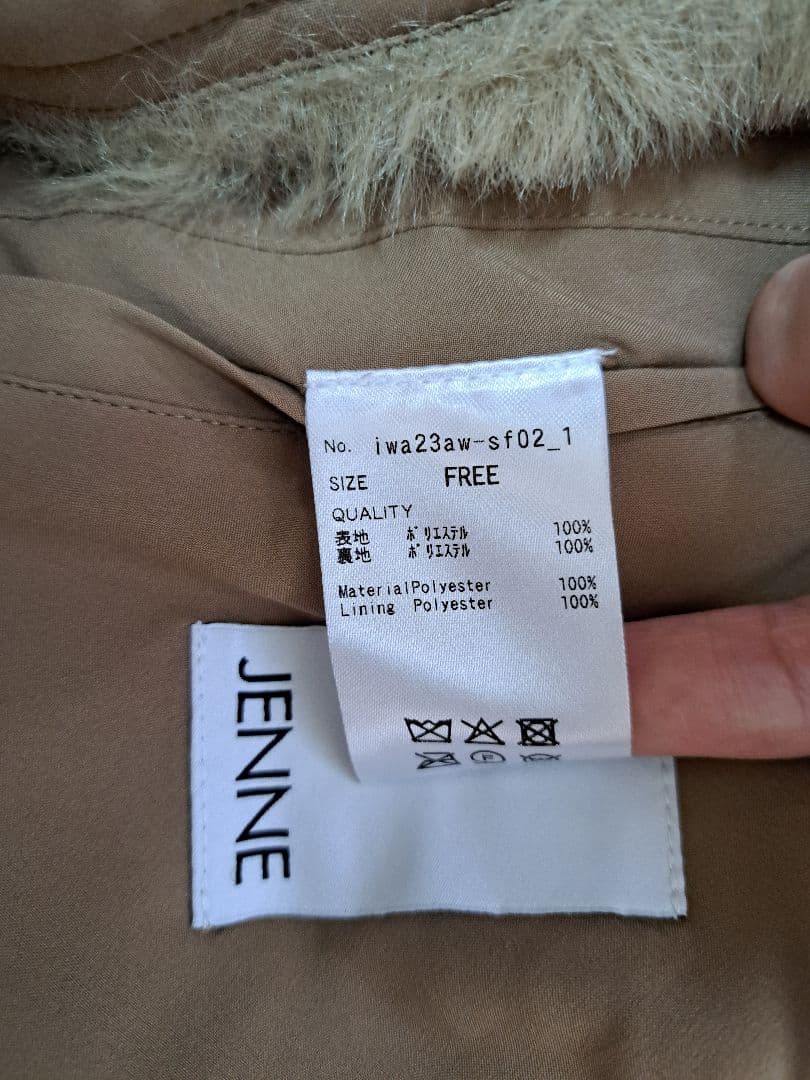 No. iwa23aw-sf02_1
SIZE FREE
QUALITY
表地 ポリエステル 100%
裏地 ポリエステル 100%
MaterialPolyester 100%
Lining Polyester 100%
JENNE